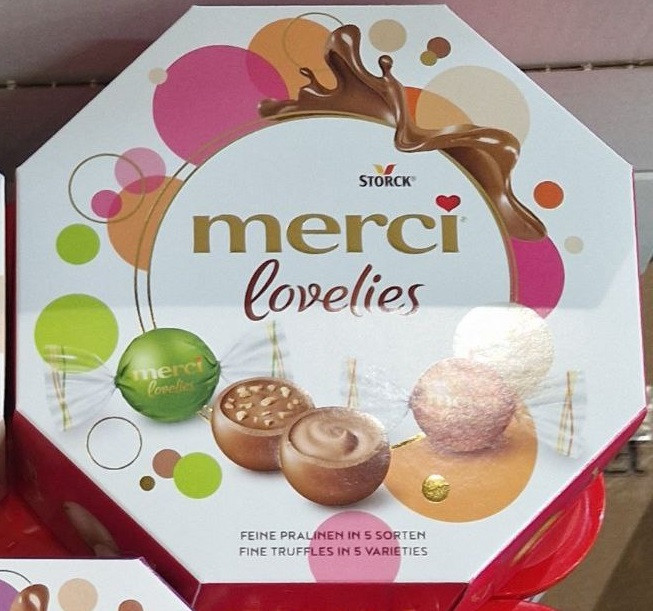 STORCK®
merci
lovelies
merci
lovelies
FEINE PRALINEN IN 5 SORTEN
FINE TRUFFLES IN 5 VARIETIES